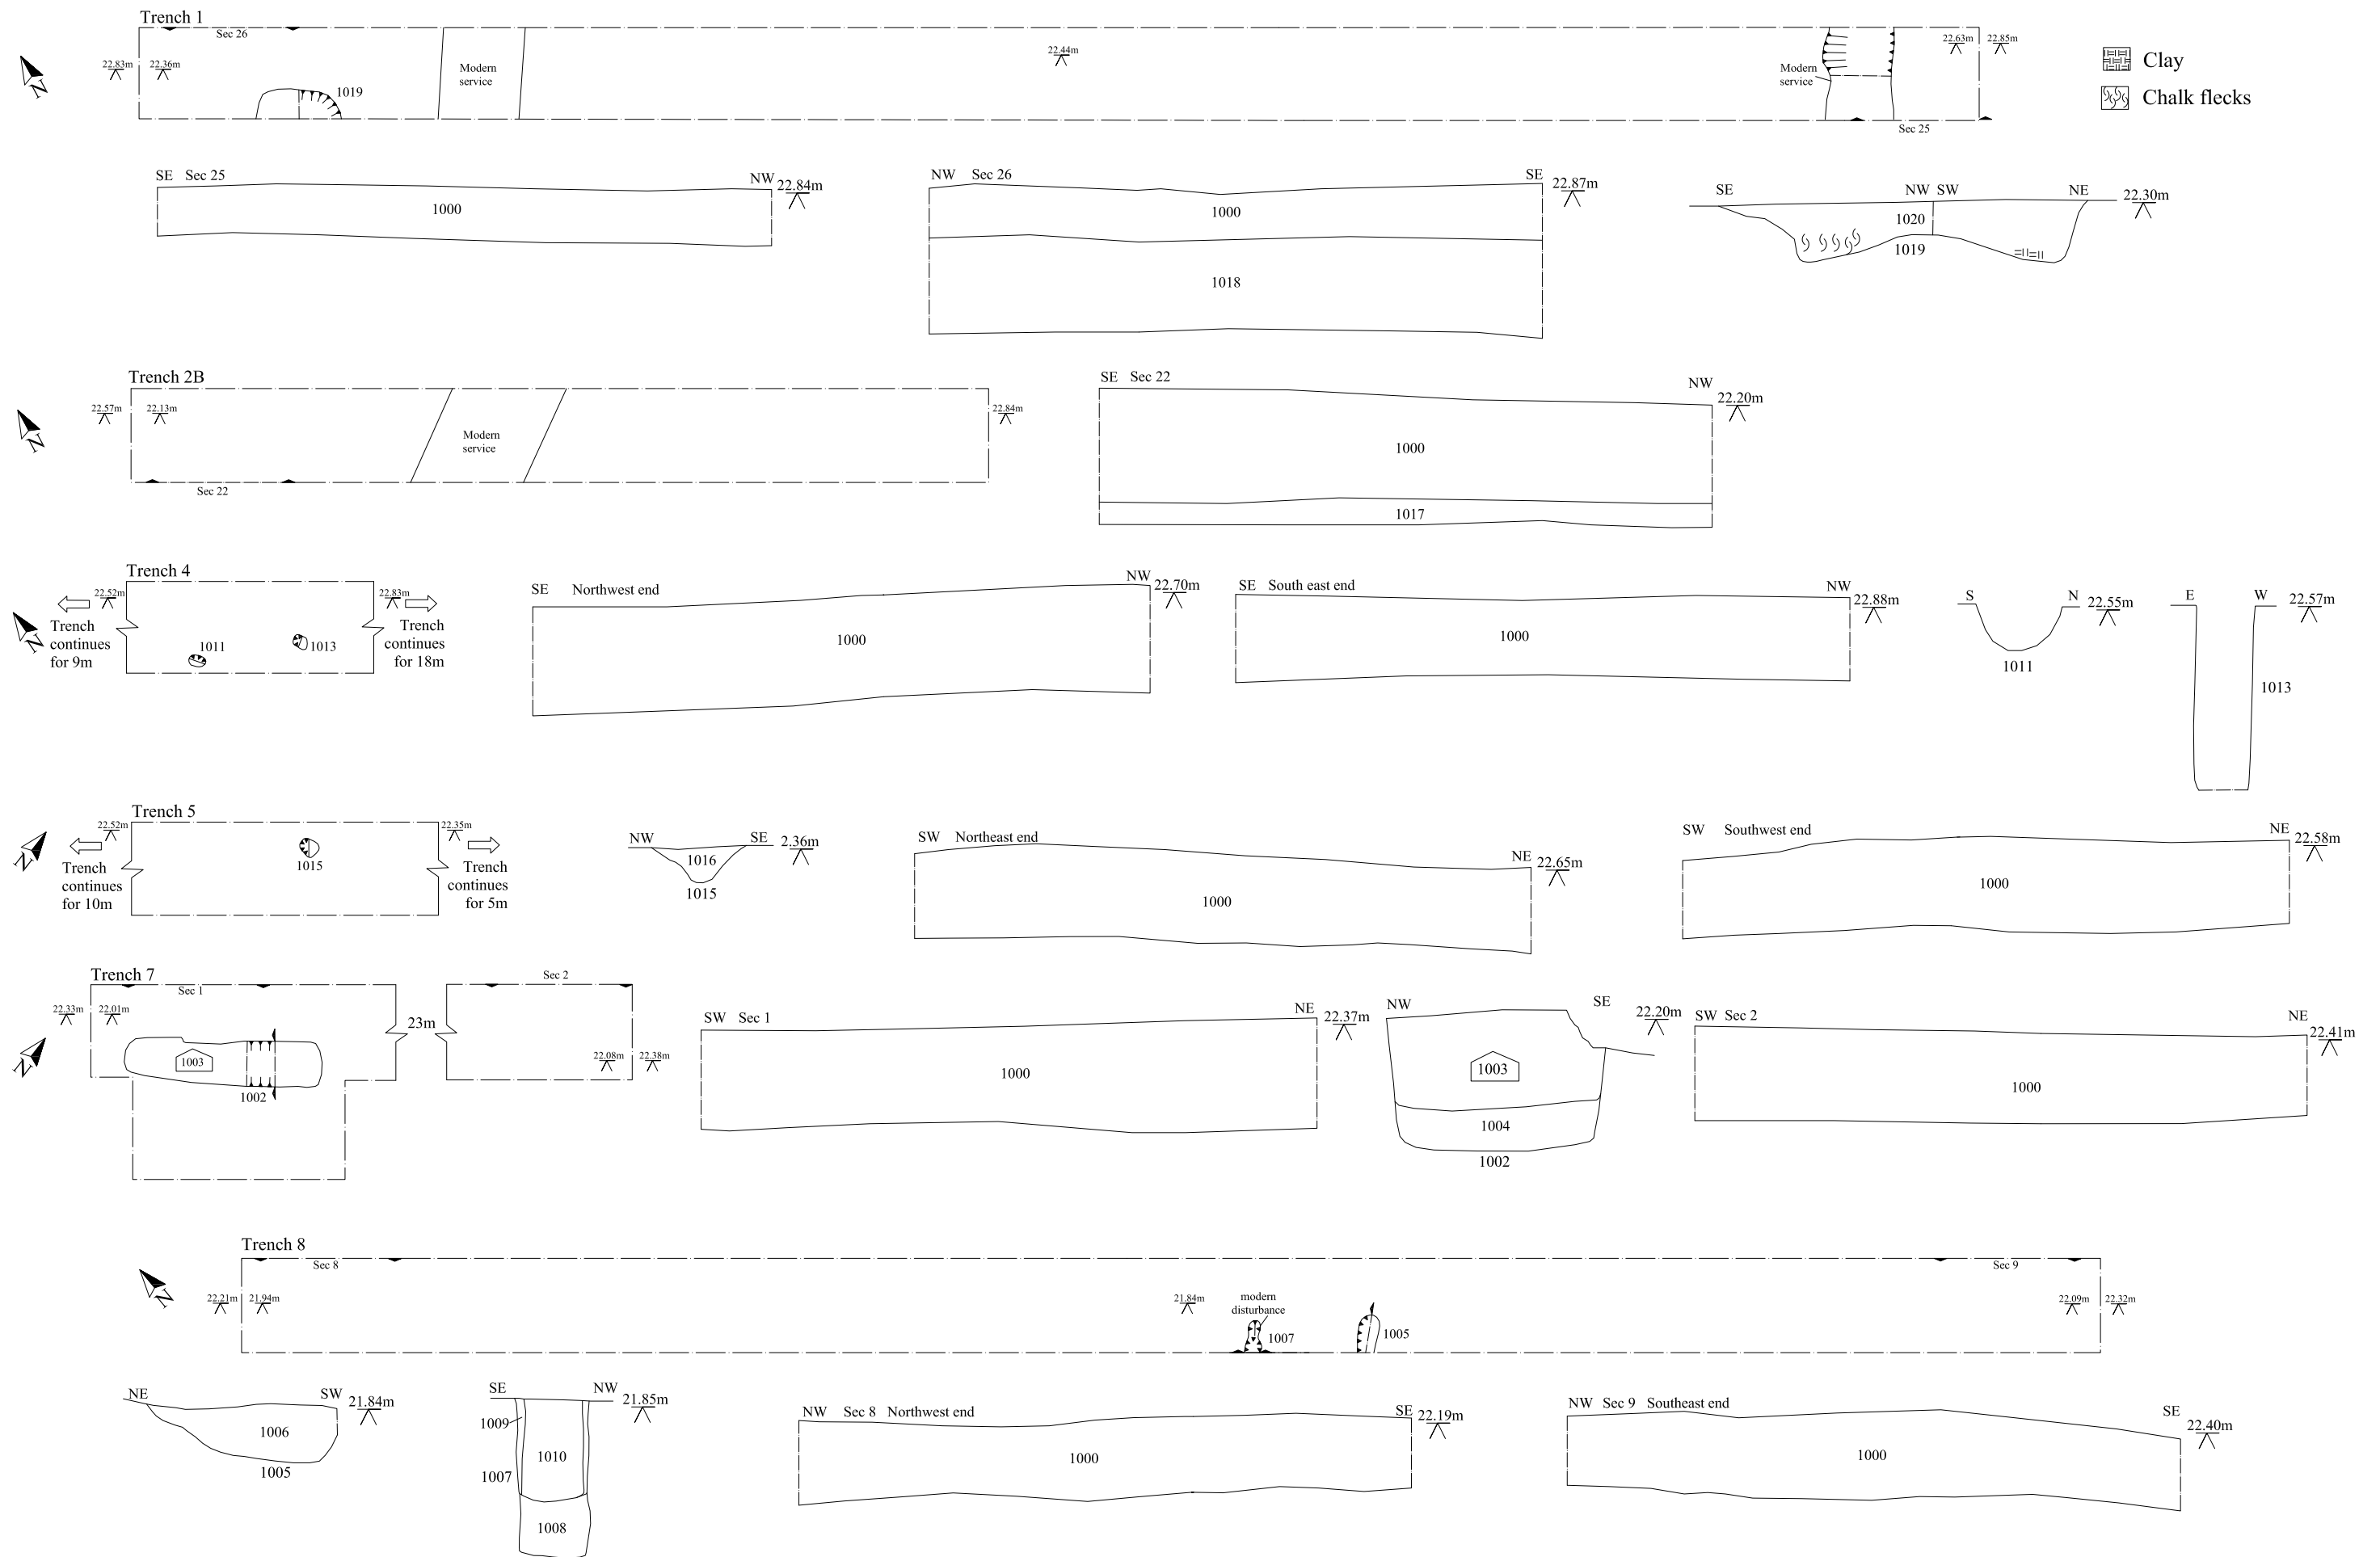 Trench 1
Sec 26
22.83m
22.36m
1019
Modern
service
22.44m
Modern
service
22.63m
22.85m
Sec 25
N
Clay
Chalk flecks
SE Sec 25
NW
22.84m
1000
NW Sec 26
SE
22.87m
1000
1018
SE
NW SW
NE
22.30m
1020
1019
Trench 2B
22.57m
22.13m
Modern
service
22.84m
Sec 22
N
SE Sec 22
NW
22.20m
1000
1017
Trench 4
22.52m
22.83m
Trench
continues
for 9m
1011
1013
Trench
continues
for 18m
N
SE Northwest end
NW
22.70m
1000
SE South east end
NW
22.88m
1000
S
N
22.55m
1011
E
W
22.57m
1013
Trench 5
22.52m
22.35m
N
Trench
continues
for 10m
1015
Trench
continues
for 5m
NW
SE
2.36m
1016
1015
SW Northeast end
NE
22.65m
1000
SW Southwest end
NE
22.58m
1000
Trench 7
Sec 1
Sec 2
22.33m
22.01m
23m
N
1003
1002
22.08m
22.38m
SW Sec 1
NE
22.37m
1000
NW
SE
22.20m
1003
1004
1002
SW Sec 2
NE
22.41m
1000
Trench 8
Sec 8
Sec 9
N
22.21m
21.94m
21.84m
modern
disturbance
1007
1005
22.09m
22.32m
NE
SW
21.84m
1006
1005
SE
NW
21.85m
1009
1010
1007
1008
NW Sec 8 Northwest end
SE
22.19m
1000
NW Sec 9 Southeast end
SE
22.40m
1000